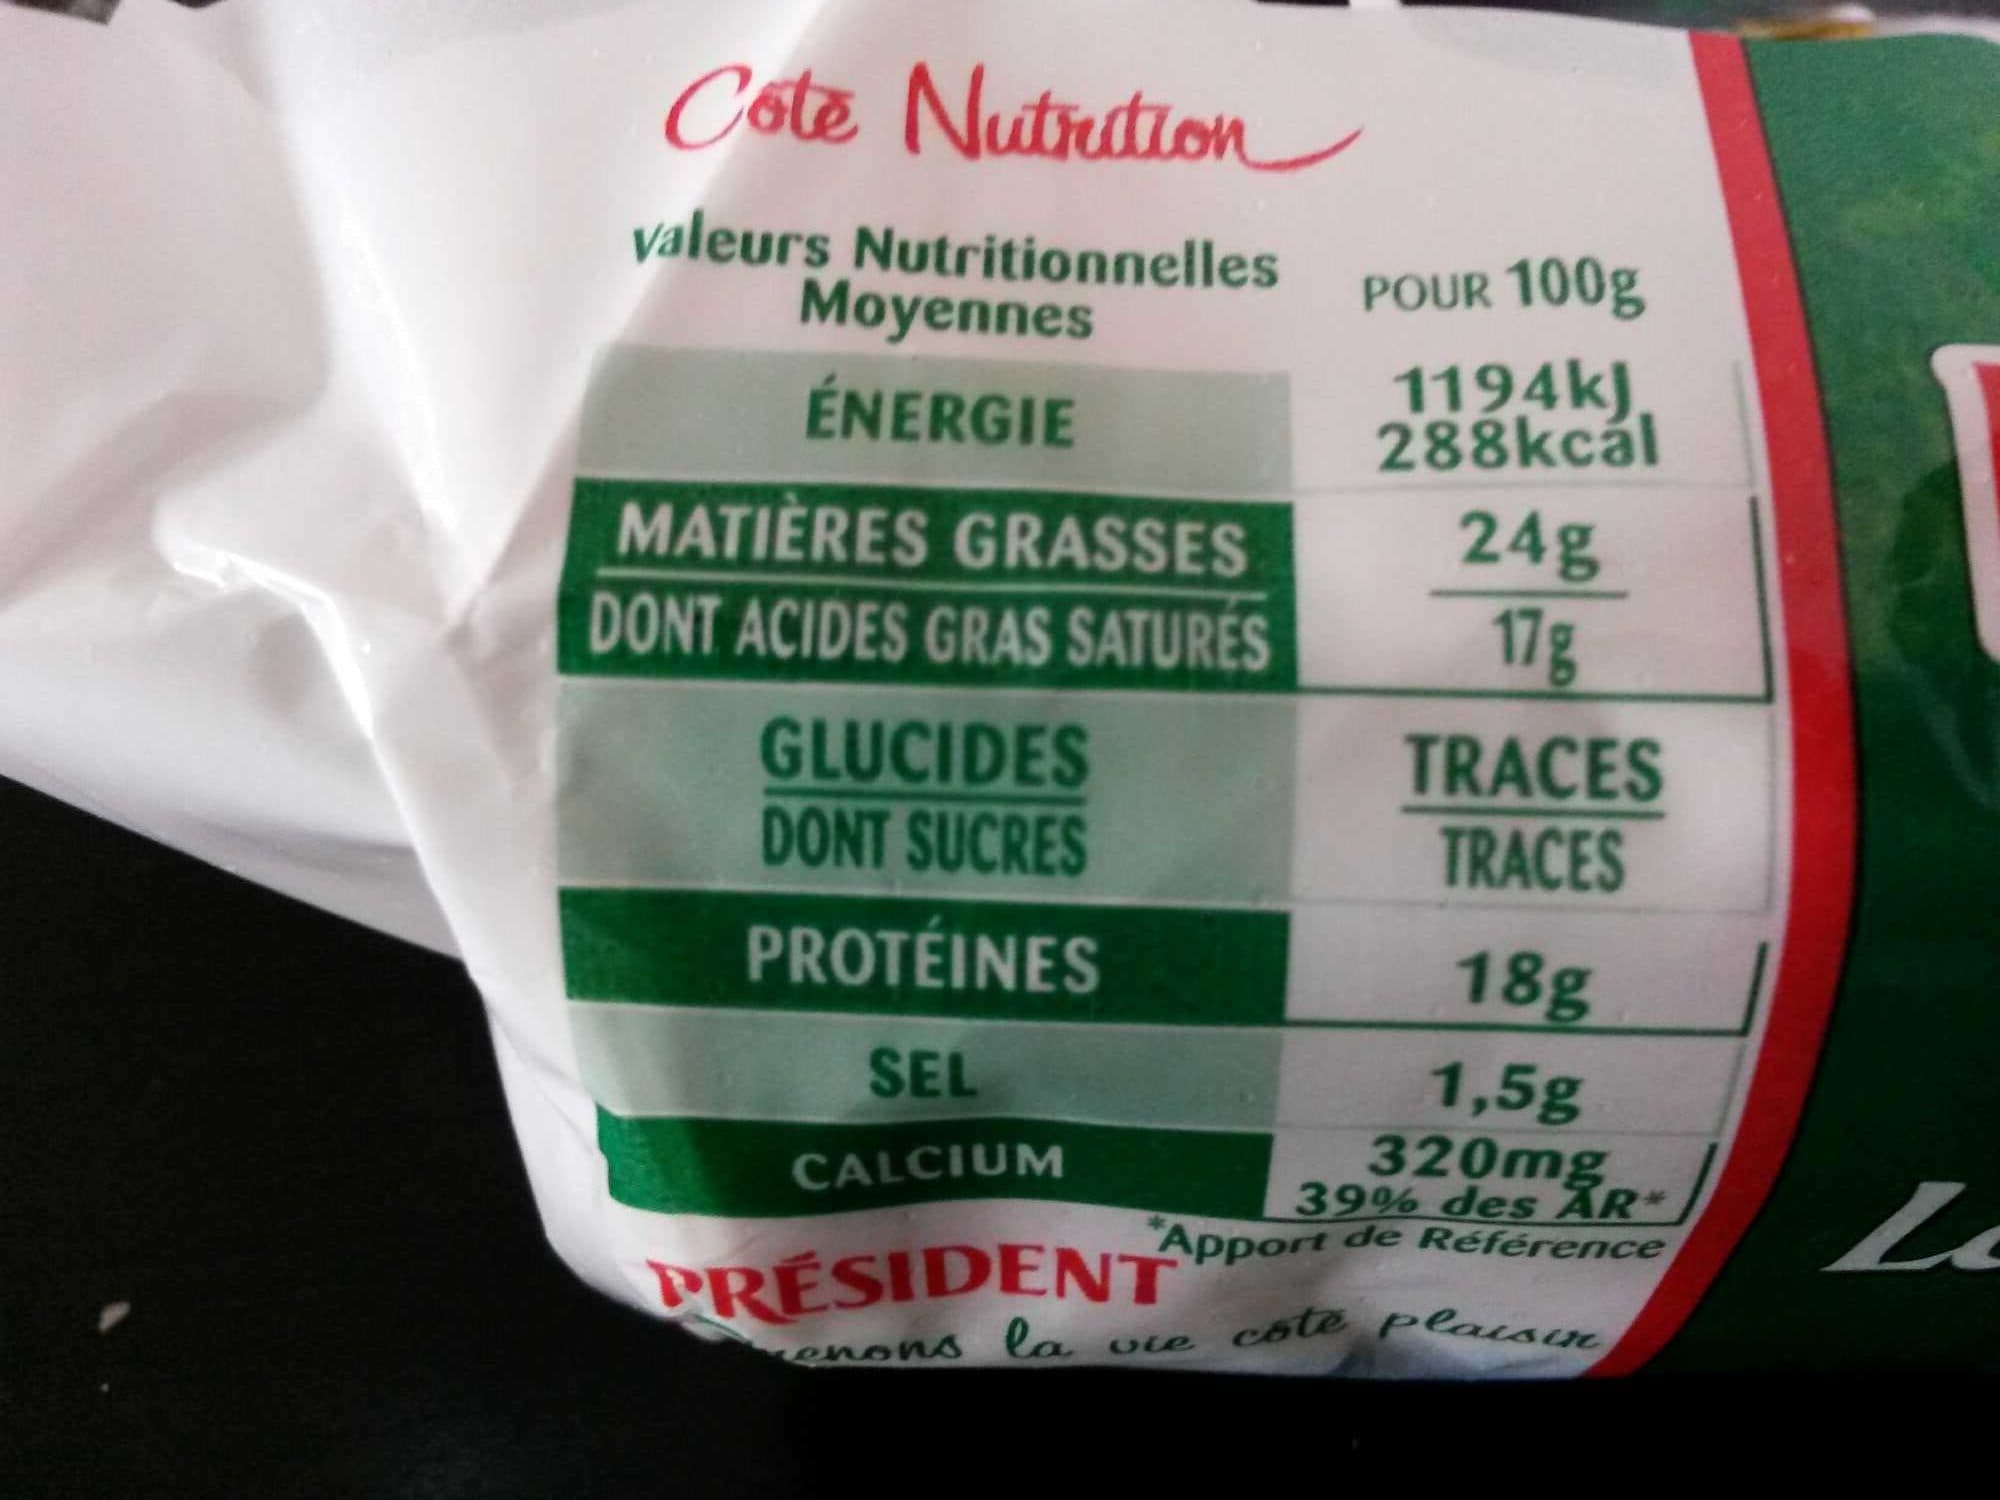 Côté Nutrition
Valeurs Nutritionnelles
Moyennes
POUR 100g
ÉNERGIE
1194kJ
288kcal
MATIÈRES GRASSES
24g
DONT ACIDES GRAS SATURÉS
17g
GLUCIDES
TRACES
DONT SUCRES
TRACES
PROTÉINES
18g
SEL
1,5g
CALCIUM
320mg
39% des AR*
*Apport de Référence
PRÉSIDENT
la vie côté plaisir